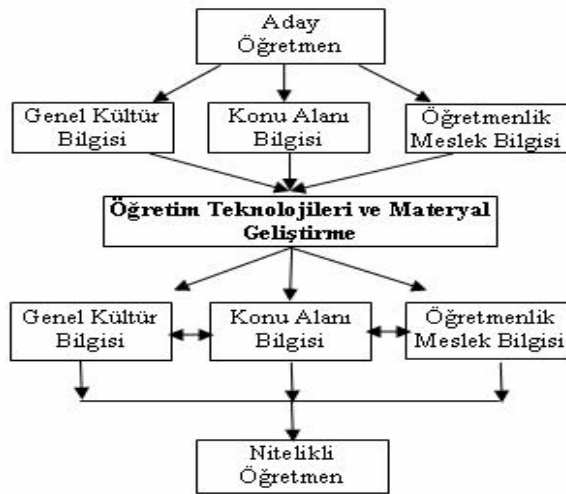 Aday
Öğretmen
Genel Kültür
Bilgisi
Konu Alanı
Bilgisi
Öğretmenlik
Meslek Bilgisi
Öğretim Teknolojileri ve Materyal
Geliştirme
Genel Kültür
Bilgisi
Konu Alanı
Bilgisi
Öğretmenlik
Meslek Bilgisi
Nitelikli
Öğretmen